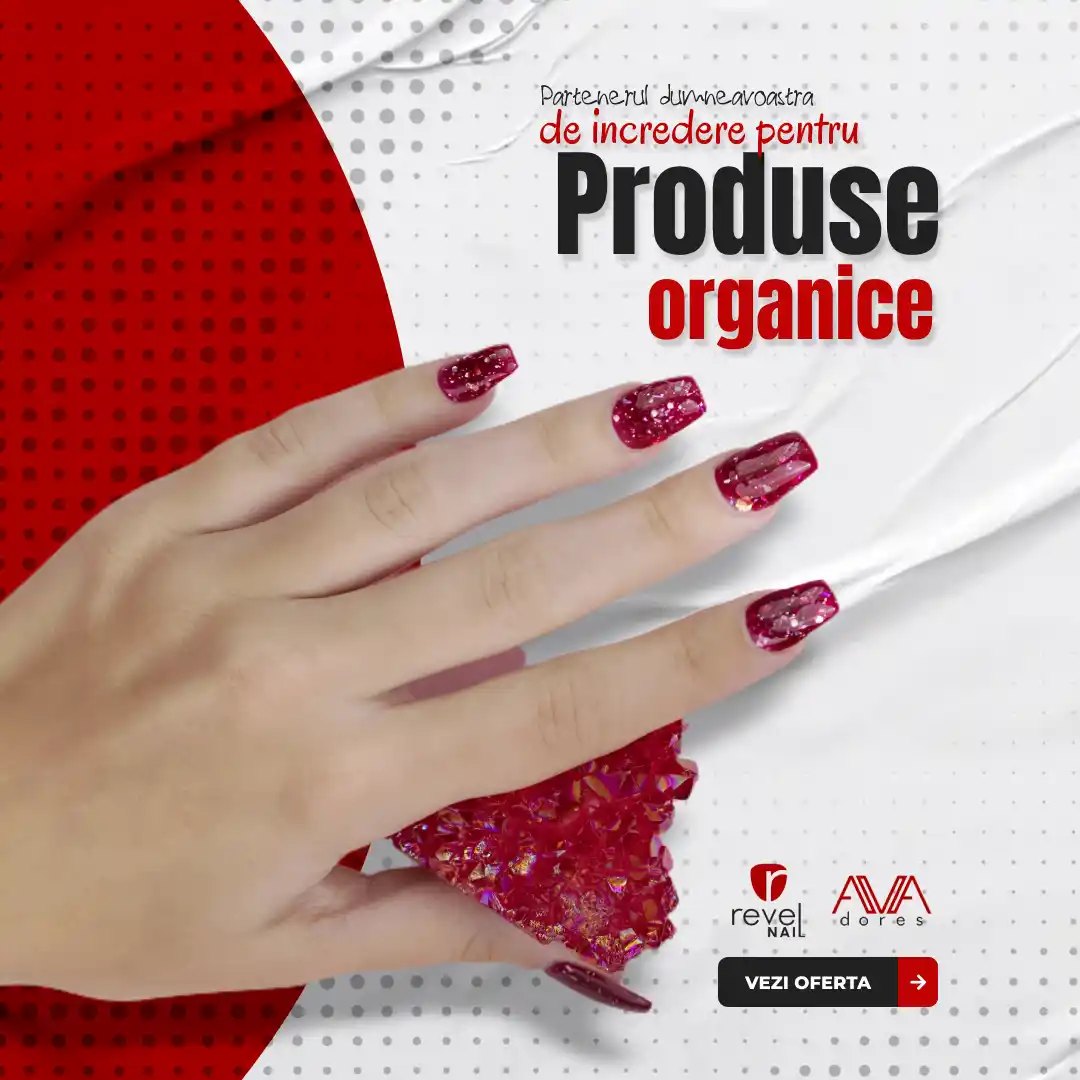 Partenerul dumneavoastra
de incredere pentru
Produse
organice
revel
NAIL
AVA
dores
VEZI OFERTA